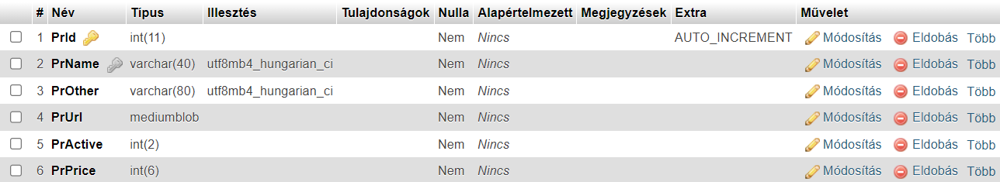 # Név Típus Illesztés Tulajdonságok Nulla Alapértelmezett Megjegyzések Extra Művelet
1 PrId int(11) Nem Nincs AUTO_INCREMENT Módosítás Eldobás Több
2 PrName varchar(40) utf8mb4_hungarian_ci Nem Nincs Módosítás Eldobás Több
3 PrOther varchar(80) utf8mb4_hungarian_ci Nem Nincs Módosítás Eldobás Több
4 PrUrl mediumblob Nem Nincs Módosítás Eldobás Több
5 PrActive int(2) Nem Nincs Módosítás Eldobás Több
6 PrPrice int(6) Nem Nincs Módosítás Eldobás Több